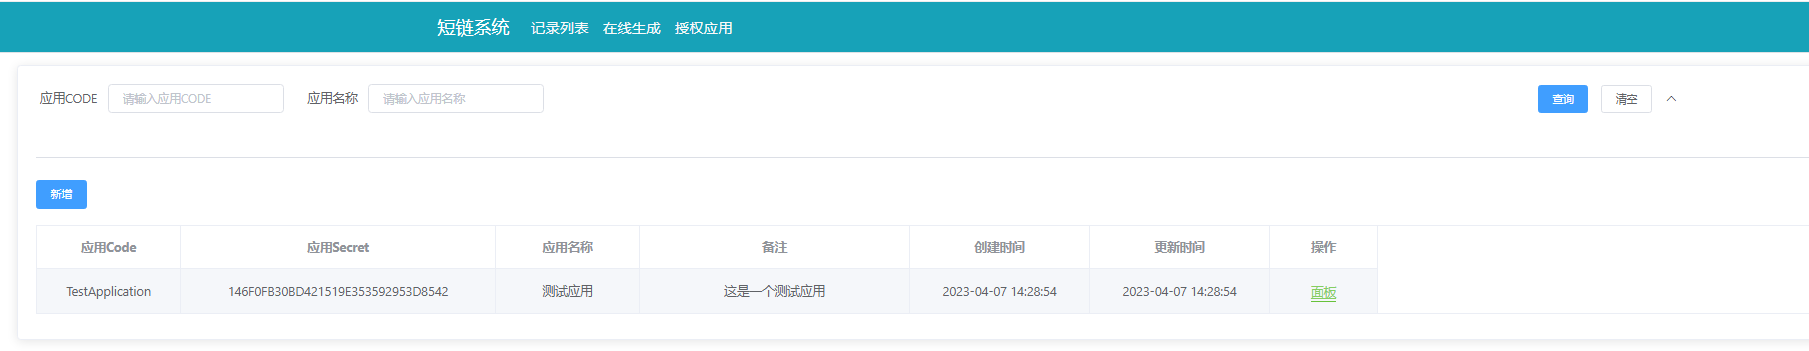 短链系统 记录列表 在线生成 授权应用
应用CODE 请输入应用CODE 应用名称 请输入应用名称 查询 清空
新增
应用Code 应用Secret 应用名称 备注 创建时间 更新时间 操作
TestApplication 146F0FB30BD421519E353592953D8542 测试应用 这是一个测试应用 2023-04-07 14:28:54 2023-04-07 14:28:54 面板